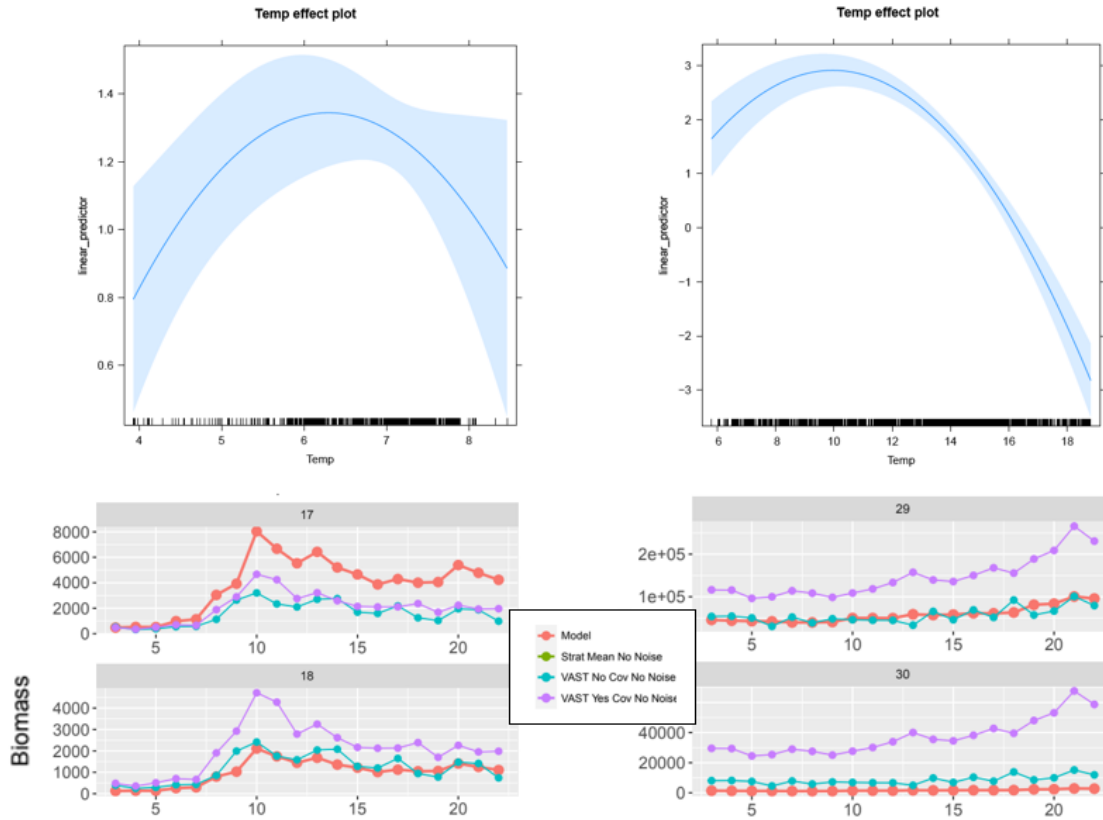 Temp effect plot
1.4
1.2
1.0
0.8
0.6
linear_predictor
4 5 6 7 8
Temp
Temp effect plot
3
2
1
0
−1
−2
−3
linear_predictor
6 8 10 12 14 16 18
Temp
Biomass
17
8000
6000
4000
2000
0
5 10 15 20
18
4000
3000
2000
1000
0
5 10 15 20
Model
Strat Mean No Noise
VAST No Cov No Noise
VAST Yes Cov No Noise
29
2e+05
1e+05
5 10 15 20
30
40000
20000
0
5 10 15 20